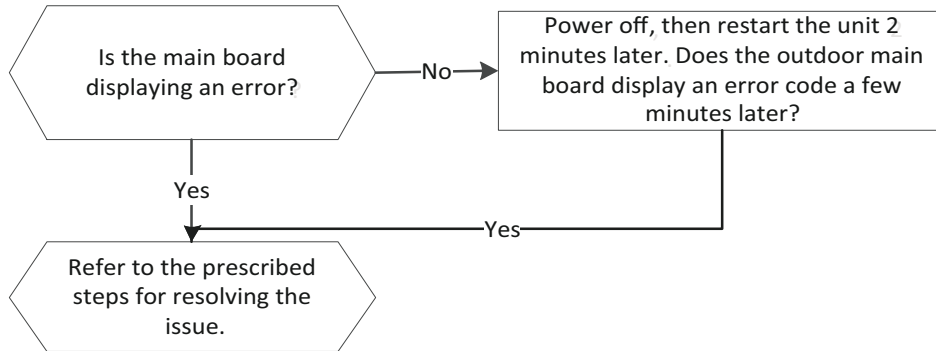 Is the main board
displaying an error?
No
Power off, then restart the unit 2
minutes later. Does the outdoor main
board display an error code a few
minutes later?
Yes
Yes
Refer to the prescribed
steps for resolving the
issue.